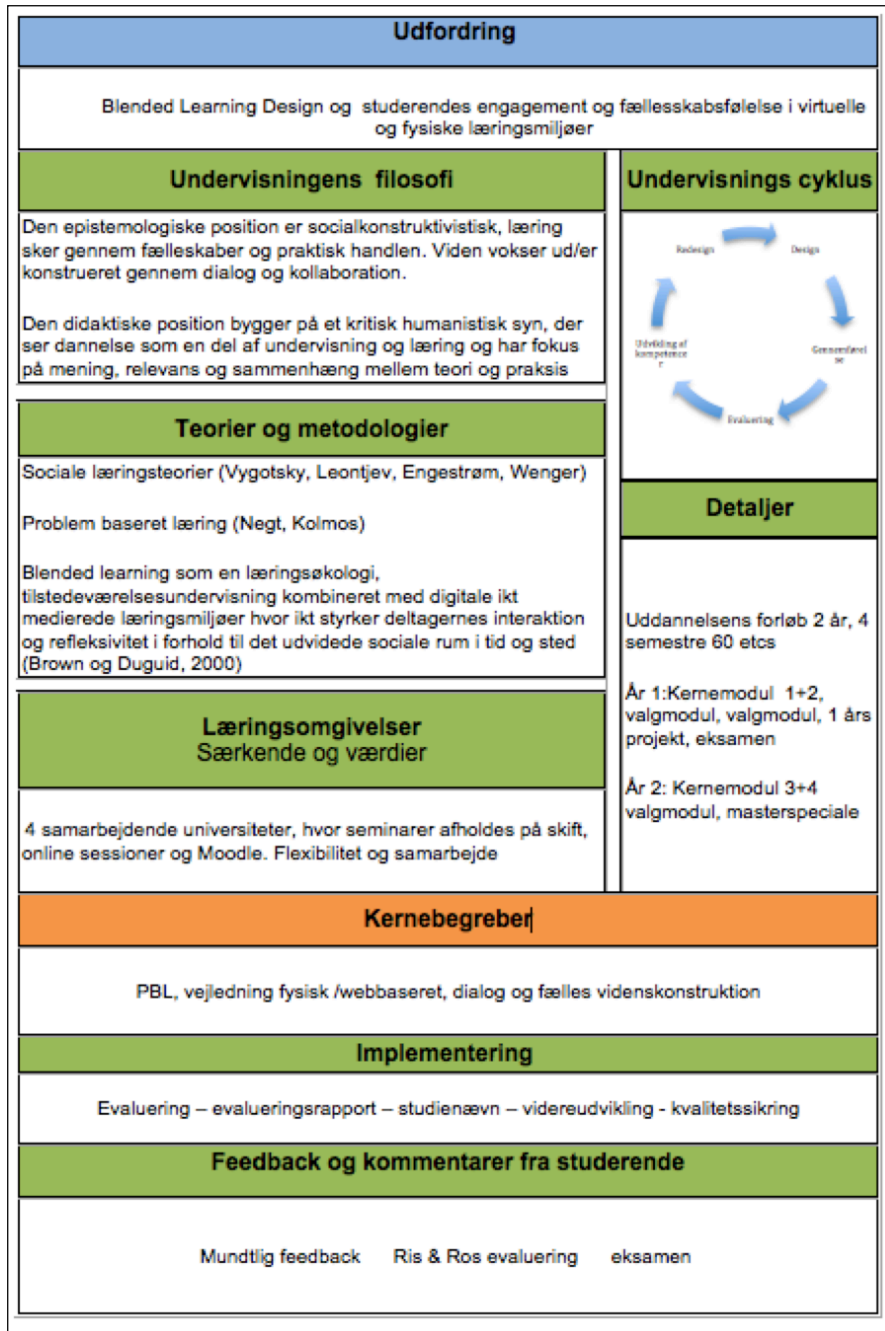 Udfordring
Blended Learning Design og studerendes engagement og fællesskabsfølelse i virtuelle
og fysiske læringsmiljøer
Undervisningens filosofi
Den epistemologiske position er socialkonstruktivistisk, læring
sker gennem fælleskaber og praktisk handlen. Viden vokser ud/er
konstrueret gennem dialog og kollaboration.
Den didaktiske position bygger på et kritisk humanistisk syn, der
ser dannelse som en del af undervisning og læring og har fokus
på mening, relevans og sammenhæng mellem teori og praksis
Teorier og metodologier
Sociale læringsteorier (Vygotsky, Leontjev, Engestrøm, Wenger)
Problem baseret læring (Negt, Kolmos)
Blended learning som en læringsøkologi,
tilstedeværelsesundervisning kombineret med digitale ikt
medierede læringsmiljøer hvor ikt styrker deltagernes interaktion
og refleksivitet i forhold til det udvidede sociale rum i tid og sted
(Brown og Duguid, 2000)
Læringsomgivelser
Særkende og værdier
4 samarbejdende universiteter, hvor seminarer afholdes på skift,
online sessioner og Moodle. Flexibilitet og samarbejde
Undervisnings cyklus
Redesign
Design
Gennemførel
se
Evaluering
Udvikling af
kompetence
r
Detaljer
Uddannelsens forløb 2 år, 4
semestre 60 etcs
År 1:Kernemodul 1+2,
valgmodul, valgmodul, 1 års
projekt, eksamen
År 2: Kernemodul 3+4
valgmodul, masterspeciale
Kernebegreber
PBL, vejledning fysisk /webbaseret, dialog og fælles videnskonstruktion
Implementering
Evaluering – evalueringsrapport – studienævn – videreudvikling - kvalitetssikring
Feedback og kommentarer fra studerende
Mundtlig feedback Ris & Ros evaluering eksamen